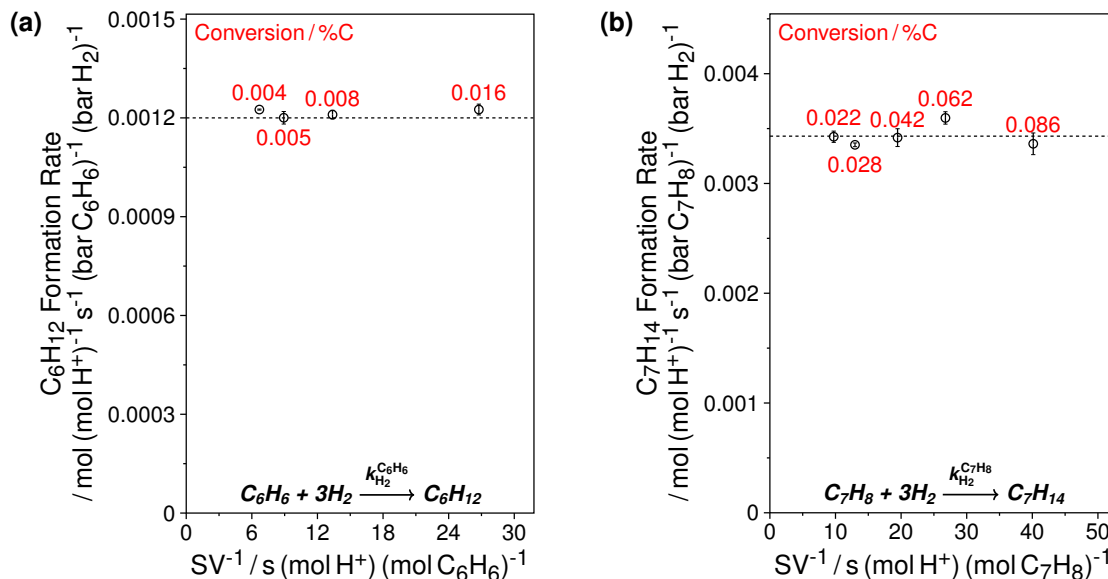 (a)
C₆H₁₂ Formation Rate
/ mol (mol H⁺)⁻¹ s⁻¹ (bar C₆H₆)⁻¹ (bar H₂)⁻¹
0.0015
0.0012
0.0009
0.0006
0.0003
0
Conversion / %C
0.004
0.005
0.008
0.016
C₆H₆ + 3H₂ k_H₂^C₆H₆ → C₆H₁₂
0 6 12 18 24 30
SV⁻¹ / s (mol H⁺) (mol C₆H₆)⁻¹
(b)
C₇H₁₄ Formation Rate
/ mol (mol H⁺)⁻¹ s⁻¹ (bar C₇H₈)⁻¹ (bar H₂)⁻¹
0.004
0.003
0.002
0.001
0
Conversion / %C
0.022
0.028
0.042
0.062
0.086
C₇H₈ + 3H₂ k_H₂^C₇H₈ → C₇H₁₄
0 10 20 30 40 50
SV⁻¹ / s (mol H⁺) (mol C₇H₈)⁻¹